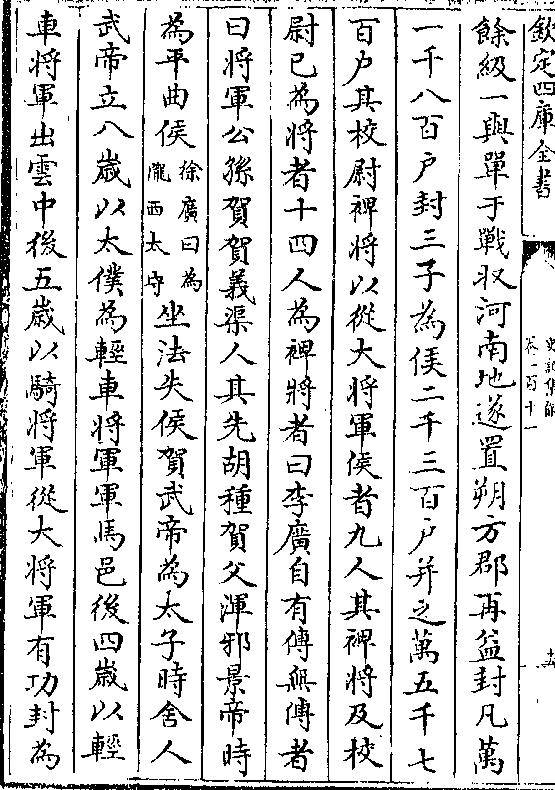 欽定四庫全書
史記集解
卷一百十一
餘級一與單于戰収河南地遂置朔方郡再益封凡萬
一千八百户封三子為侯侯二千三百户并之萬五千七
百户其校尉裨將以從大將軍侯者九人其裨將及校
尉已為將者十四人為裨將者曰李廣自有傳無傳者
曰將軍公孫賀賀義渠人其先胡種賀父渾邪景帝時
為平曲侯徐廣曰為隴西太守坐法失侯賀武帝為太子時舍人
武帝立八歲以太僕為輕車將軍軍馬邑後四歲以輕
車將軍出雲中後五歲以騎將軍從大將軍有功封為